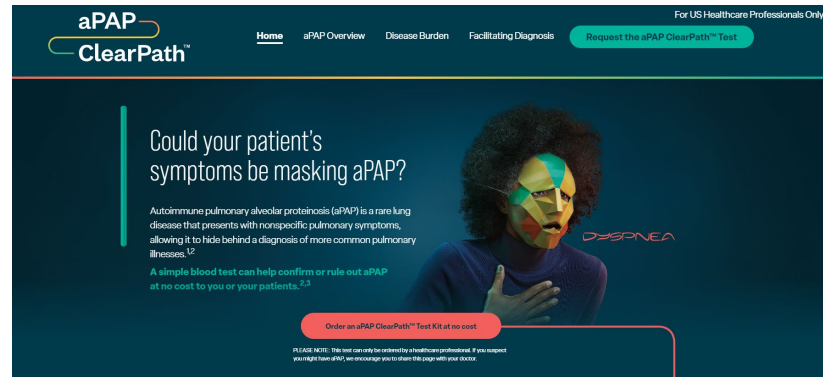 For US Healthcare Professionals Only
aPAP
ClearPath™
Home
aPAP Overview
Disease Burden
Facilitating Diagnosis
Request the aPAP ClearPath™ Test
Could your patient's
symptoms be masking aPAP?
Autoimmune pulmonary alveolar proteinosis (aPAP) is a rare lung
disease that presents with nonspecific pulmonary symptoms,
allowing it to hide behind a diagnosis of more common pulmonary
illnesses.1,2
A simple blood test can help confirm or rule out aPAP
at no cost to you or your patients.2,3
DYSPNEA
Order an aPAP ClearPath™ Test Kit at no cost
PLEASE NOTE: This test can only be ordered by a healthcare professional. If you suspect
you might have aPAP, we encourage you to share this page with your doctor.